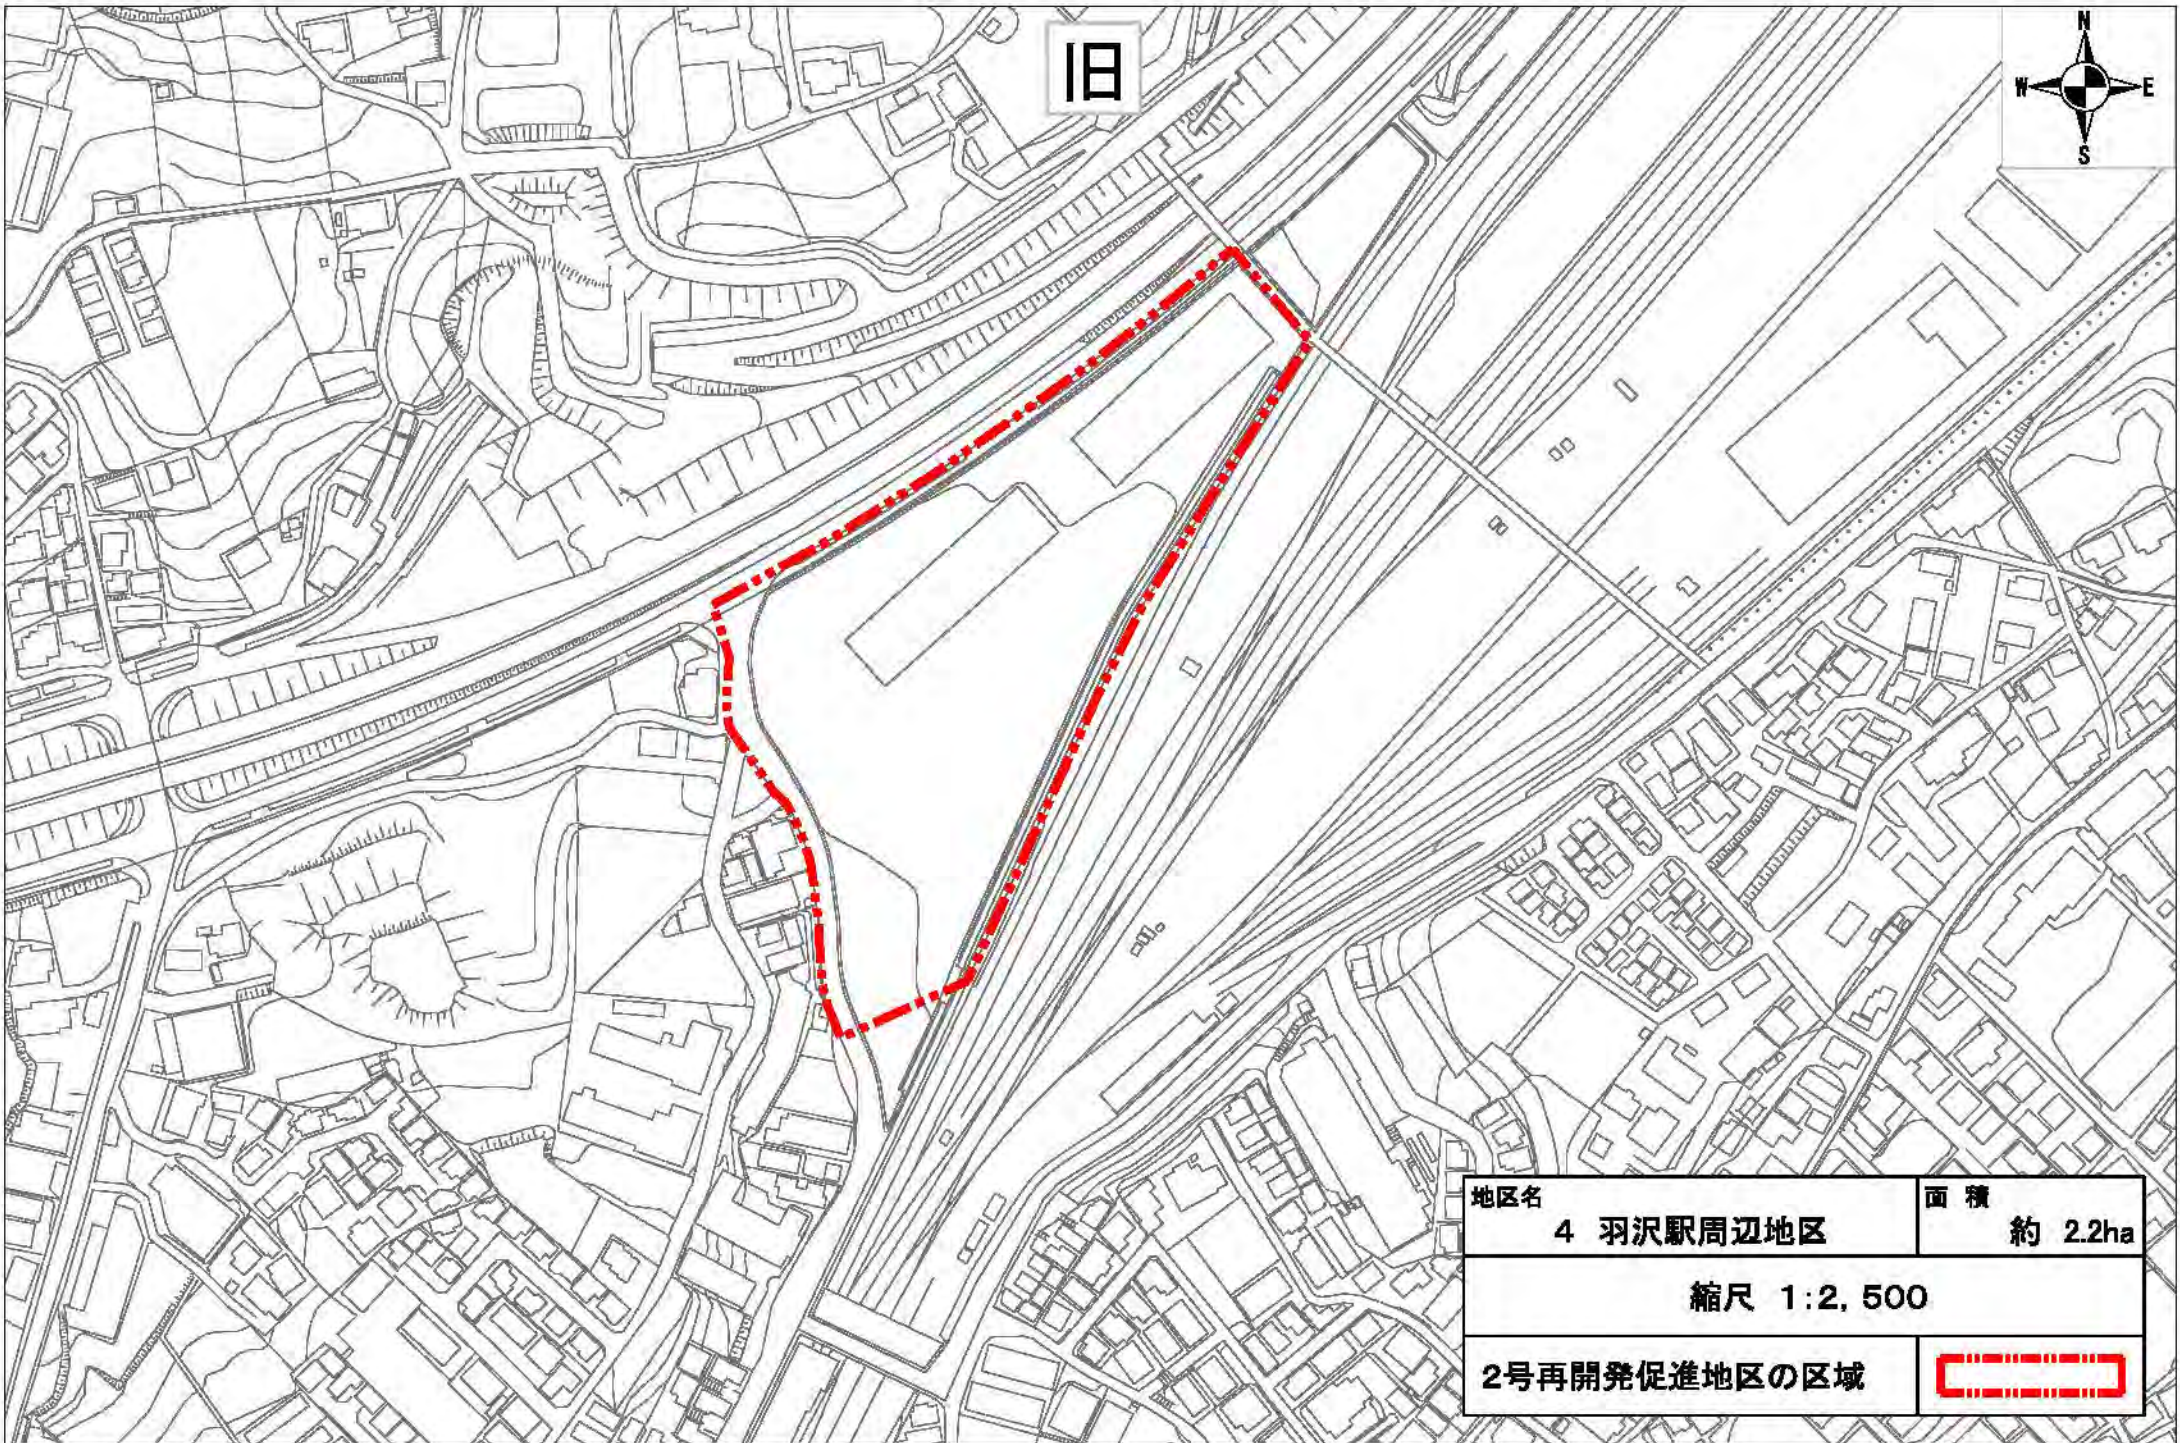 旧
N
W
E
S
地区名
4 羽沢駅周辺地区
面 積
約 2.2ha
縮尺 1:2,500
2号再開発促進地区の区域